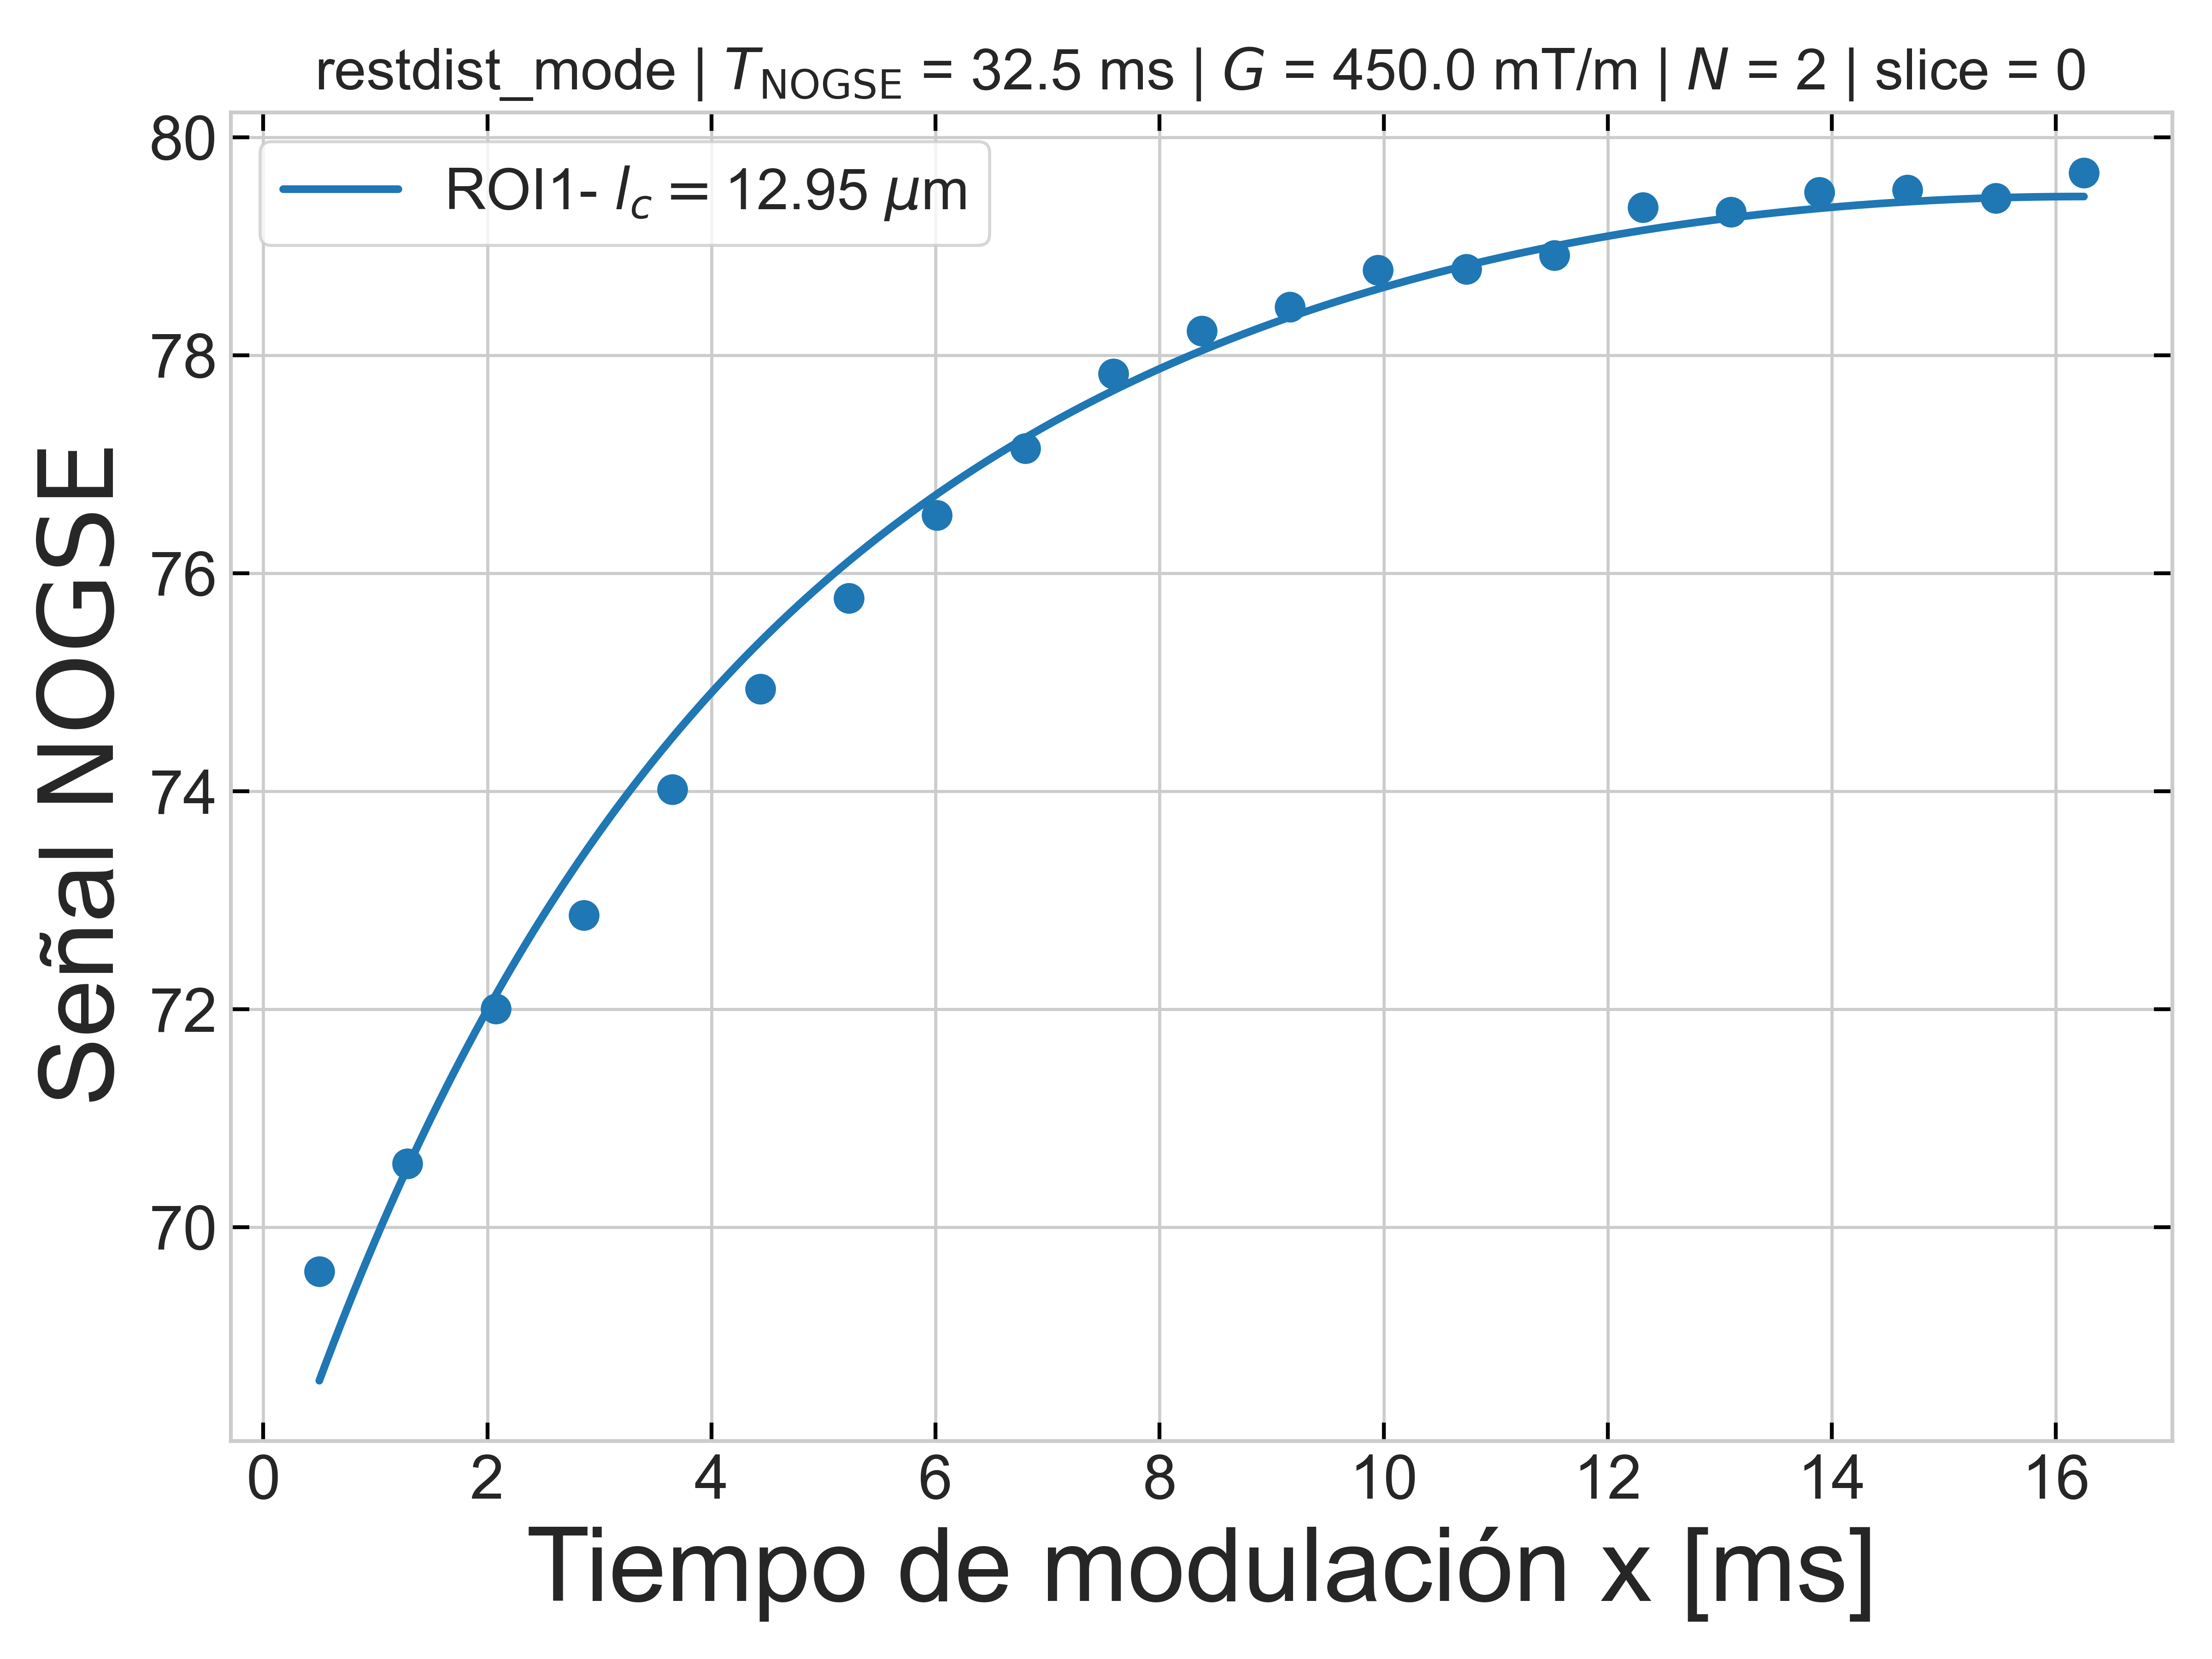 restdist_mode | T_NOGSE = 32.5 ms | G = 450.0 mT/m | N = 2 | slice = 0
ROI1- l_c = 12.95 μm
Señal NOGSE
80
78
76
74
72
70
0 2 4 6 8 10 12 14 16
Tiempo de modulación x [ms]